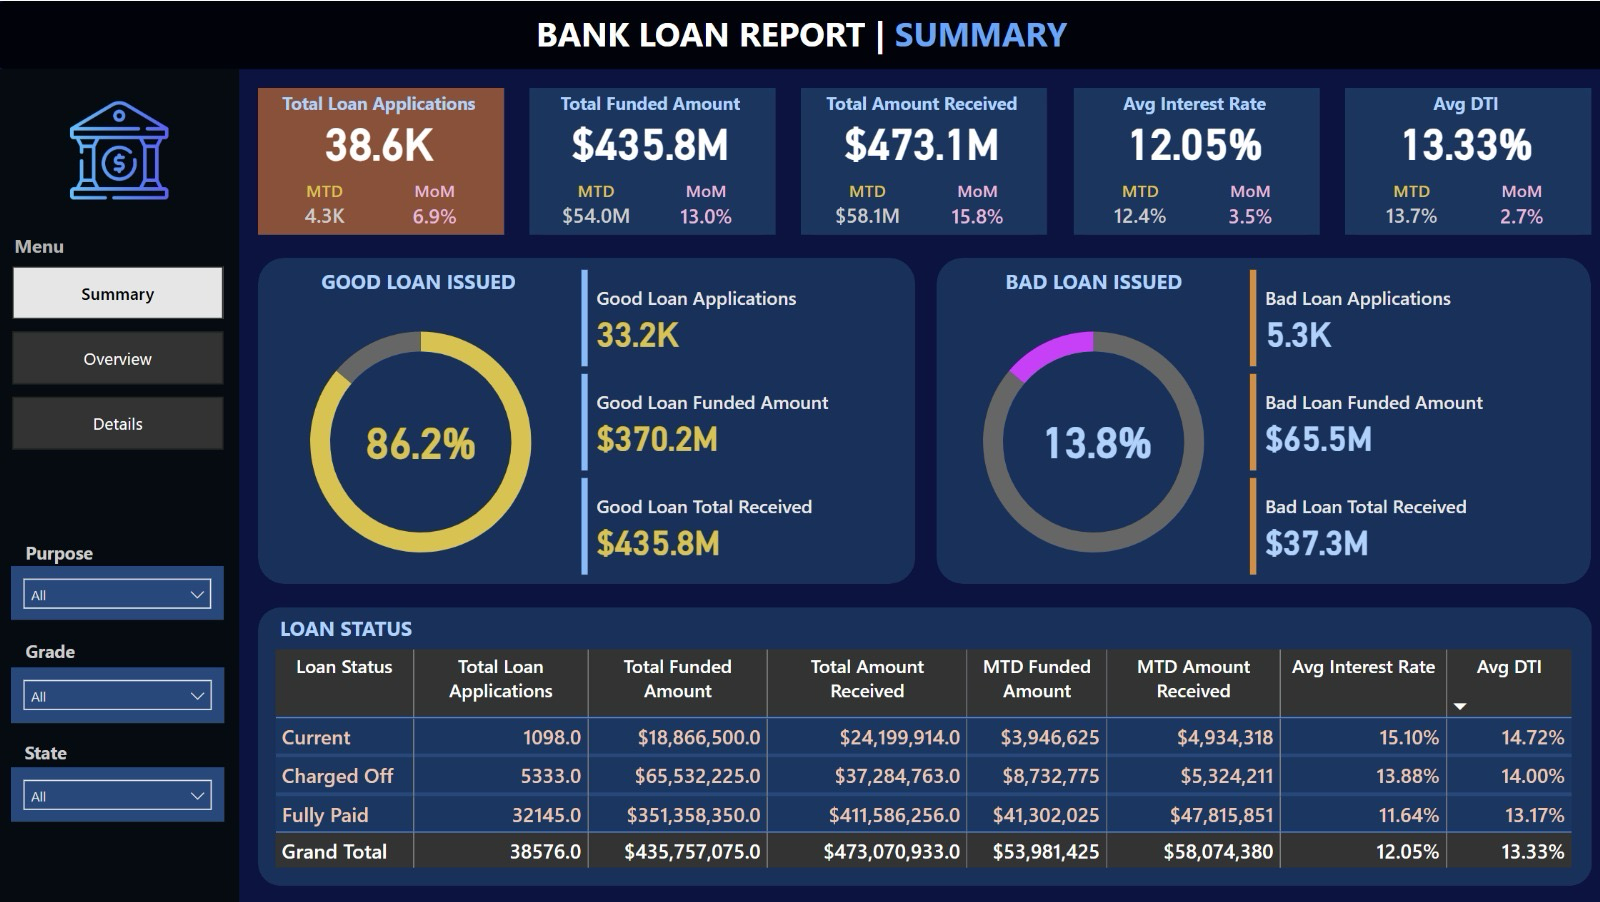 BANK LOAN REPORT | SUMMARY
$
Menu
Summary
Overview
Details
Purpose
All
Grade
All
State
All
Total Loan Applications
38.6K
MTD MoM
4.3K 6.9%
Total Funded Amount
$435.8M
MTD MoM
$54.0M 13.0%
Total Amount Received
$473.1M
MTD MoM
$58.1M 15.8%
Avg Interest Rate
12.05%
MTD MoM
12.4% 3.5%
Avg DTI
13.33%
MTD MoM
13.7% 2.7%
GOOD LOAN ISSUED
86.2%
Good Loan Applications
33.2K
Good Loan Funded Amount
$370.2M
Good Loan Total Received
$435.8M
BAD LOAN ISSUED
13.8%
Bad Loan Applications
5.3K
Bad Loan Funded Amount
$65.5M
Bad Loan Total Received
$37.3M
LOAN STATUS
Loan Status Total Loan Total Funded Total Amount MTD Funded MTD Amount Avg Interest Rate Avg DTI
Applications Amount Received Amount Received
Current 1098.0 $18,866,500.0 $24,199,914.0 $3,946,625 $4,934,318 15.10% 14.72%
Charged Off 5333.0 $65,532,225.0 $37,284,763.0 $8,732,775 $5,324,211 13.88% 14.00%
Fully Paid 32145.0 $351,358,350.0 $411,586,256.0 $41,302,025 $47,815,851 11.64% 13.17%
Grand Total 38576.0 $435,757,075.0 $473,070,933.0 $53,981,425 $58,074,380 12.05% 13.33%